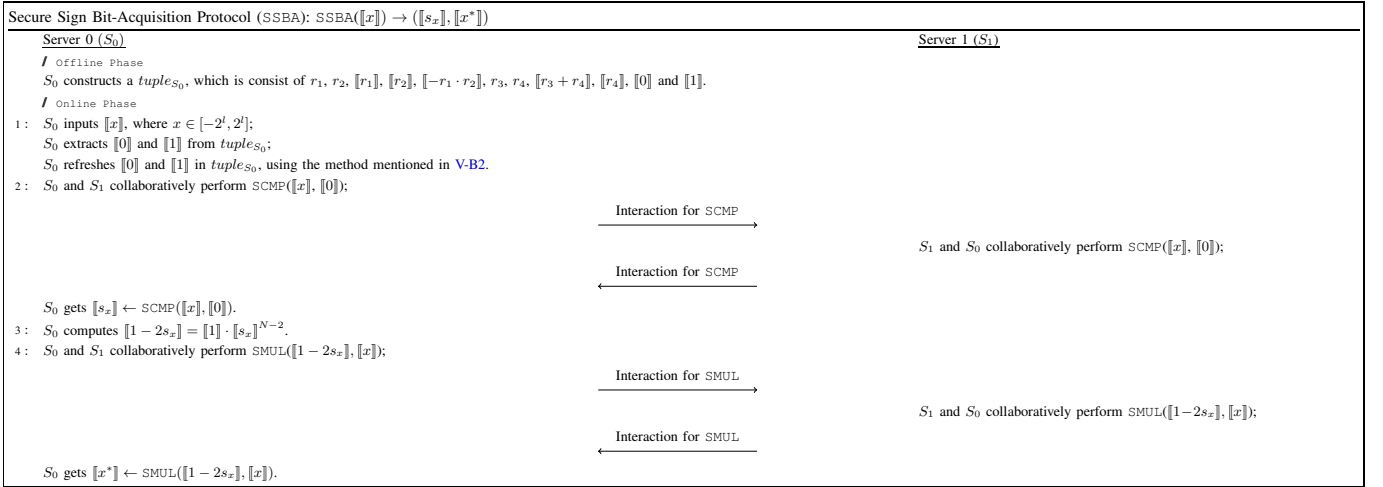 Secure Sign Bit-Acquisition Protocol (SSBA): SSBA(⟦x⟧) → (⟦s_x⟧, ⟦x*⟧)
Server 0 (S_0) Server 1 (S_1)
/ Offline Phase
S_0 constructs a tuple_{S_0}, which is consist of r_1, r_2, ⟦r_1⟧, ⟦r_2⟧, ⟦−r_1 · r_2⟧, r_3, r_4, ⟦r_3 + r_4⟧, ⟦r_4⟧, ⟦0⟧ and ⟦1⟧.
/ Online Phase
1 : S_0 inputs ⟦x⟧, where x ∈ [−2^l, 2^l];
S_0 extracts ⟦0⟧ and ⟦1⟧ from tuple_{S_0};
S_0 refreshes ⟦0⟧ and ⟦1⟧ in tuple_{S_0}, using the method mentioned in V-B2.
2 : S_0 and S_1 collaboratively perform SCMP(⟦x⟧, ⟦0⟧);
Interaction for SCMP
S_1 and S_0 collaboratively perform SCMP(⟦x⟧, ⟦0⟧);
Interaction for SCMP
S_0 gets ⟦s_x⟧ ← SCMP(⟦x⟧, ⟦0⟧).
3 : S_0 computes ⟦1 − 2s_x⟧ = ⟦1⟧ · ⟦s_x⟧^{N−2}.
4 : S_0 and S_1 collaboratively perform SMUL(⟦1 − 2s_x⟧, ⟦x⟧);
Interaction for SMUL
S_1 and S_0 collaboratively perform SMUL(⟦1−2s_x⟧, ⟦x⟧);
Interaction for SMUL
S_0 gets ⟦x*⟧ ← SMUL(⟦1 − 2s_x⟧, ⟦x⟧).